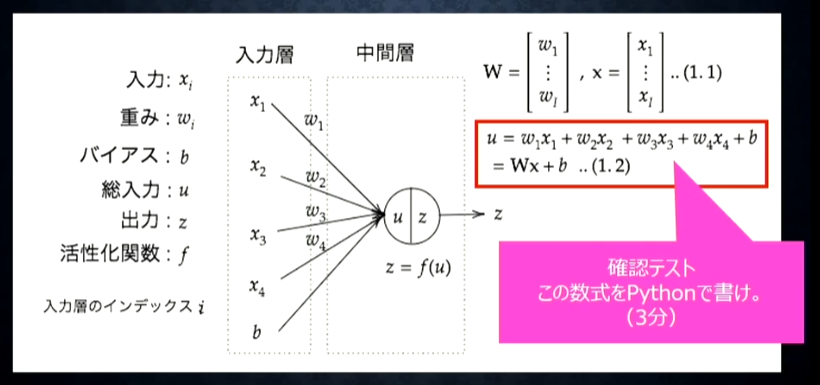 入力層
中間層
入力: xᵢ
重み : wᵢ
バイアス : b
総入力 : u
出力 : z
活性化関数 : f
入力層のインデックス i
x₁
x₂
x₃
x₄
b
w₁
w₂
w₃
w₄
u z
z
z = f(u)
W = [w₁ ⋮ w_l] , x = [x₁ ⋮ x_l] ..(1.1)
u = w₁x₁ + w₂x₂ + w₃x₃ + w₄x₄ + b
= Wx + b ..(1.2)
確認テスト
この数式をPythonで書け。
（3分）